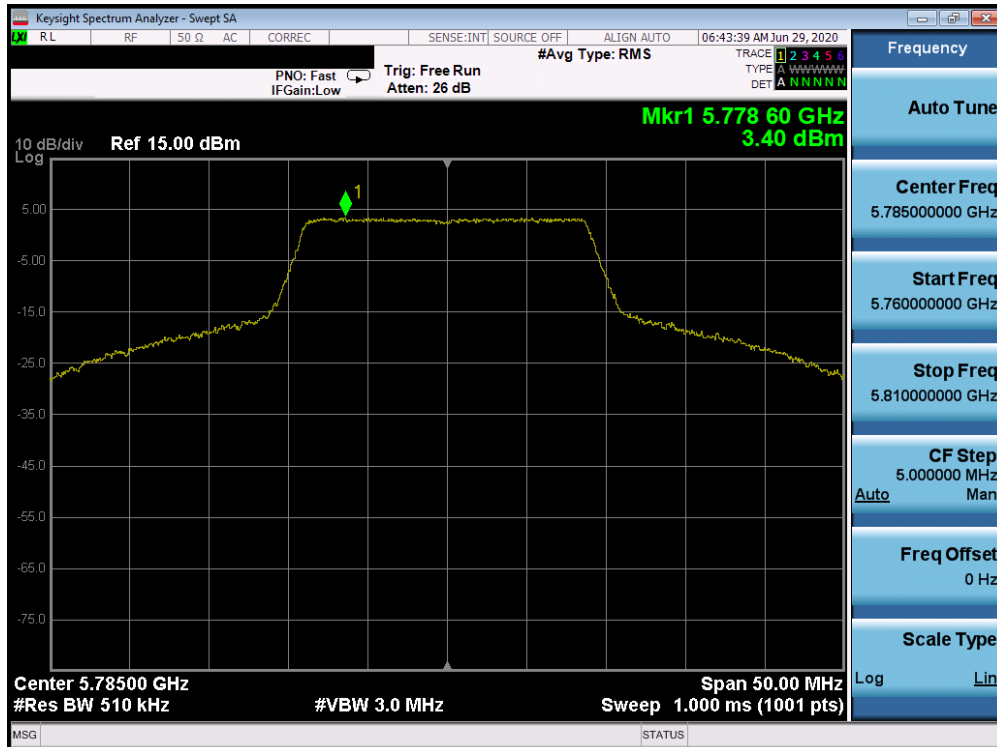 Keysight Spectrum Analyzer - Swept SA
LXI RL RF 50 Ω AC CORREC SENSE:INT SOURCE OFF ALIGN AUTO 06:43:39 AM Jun 29, 2020
#Avg Type: RMS
TRACE 1 2 3 4 5 6
TYPE A WWWWW
DET A N N N N N
PNO: Fast
IFGain:Low
Trig: Free Run
Atten: 26 dB
Mkr1 5.778 60 GHz
3.40 dBm
10 dB/div
Log
Ref 15.00 dBm
1
5.00
-5.00
-15.0
-25.0
-35.0
-45.0
-55.0
-65.0
-75.0
Center 5.78500 GHz
Span 50.00 MHz
#Res BW 510 kHz
#VBW 3.0 MHz
Sweep 1.000 ms (1001 pts)
MSG
STATUS
Frequency
Auto Tune
Center Freq
5.785000000 GHz
Start Freq
5.760000000 GHz
Stop Freq
5.810000000 GHz
CF Step
5.000000 MHz
Auto Man
Freq Offset
0 Hz
Scale Type
Log Lin